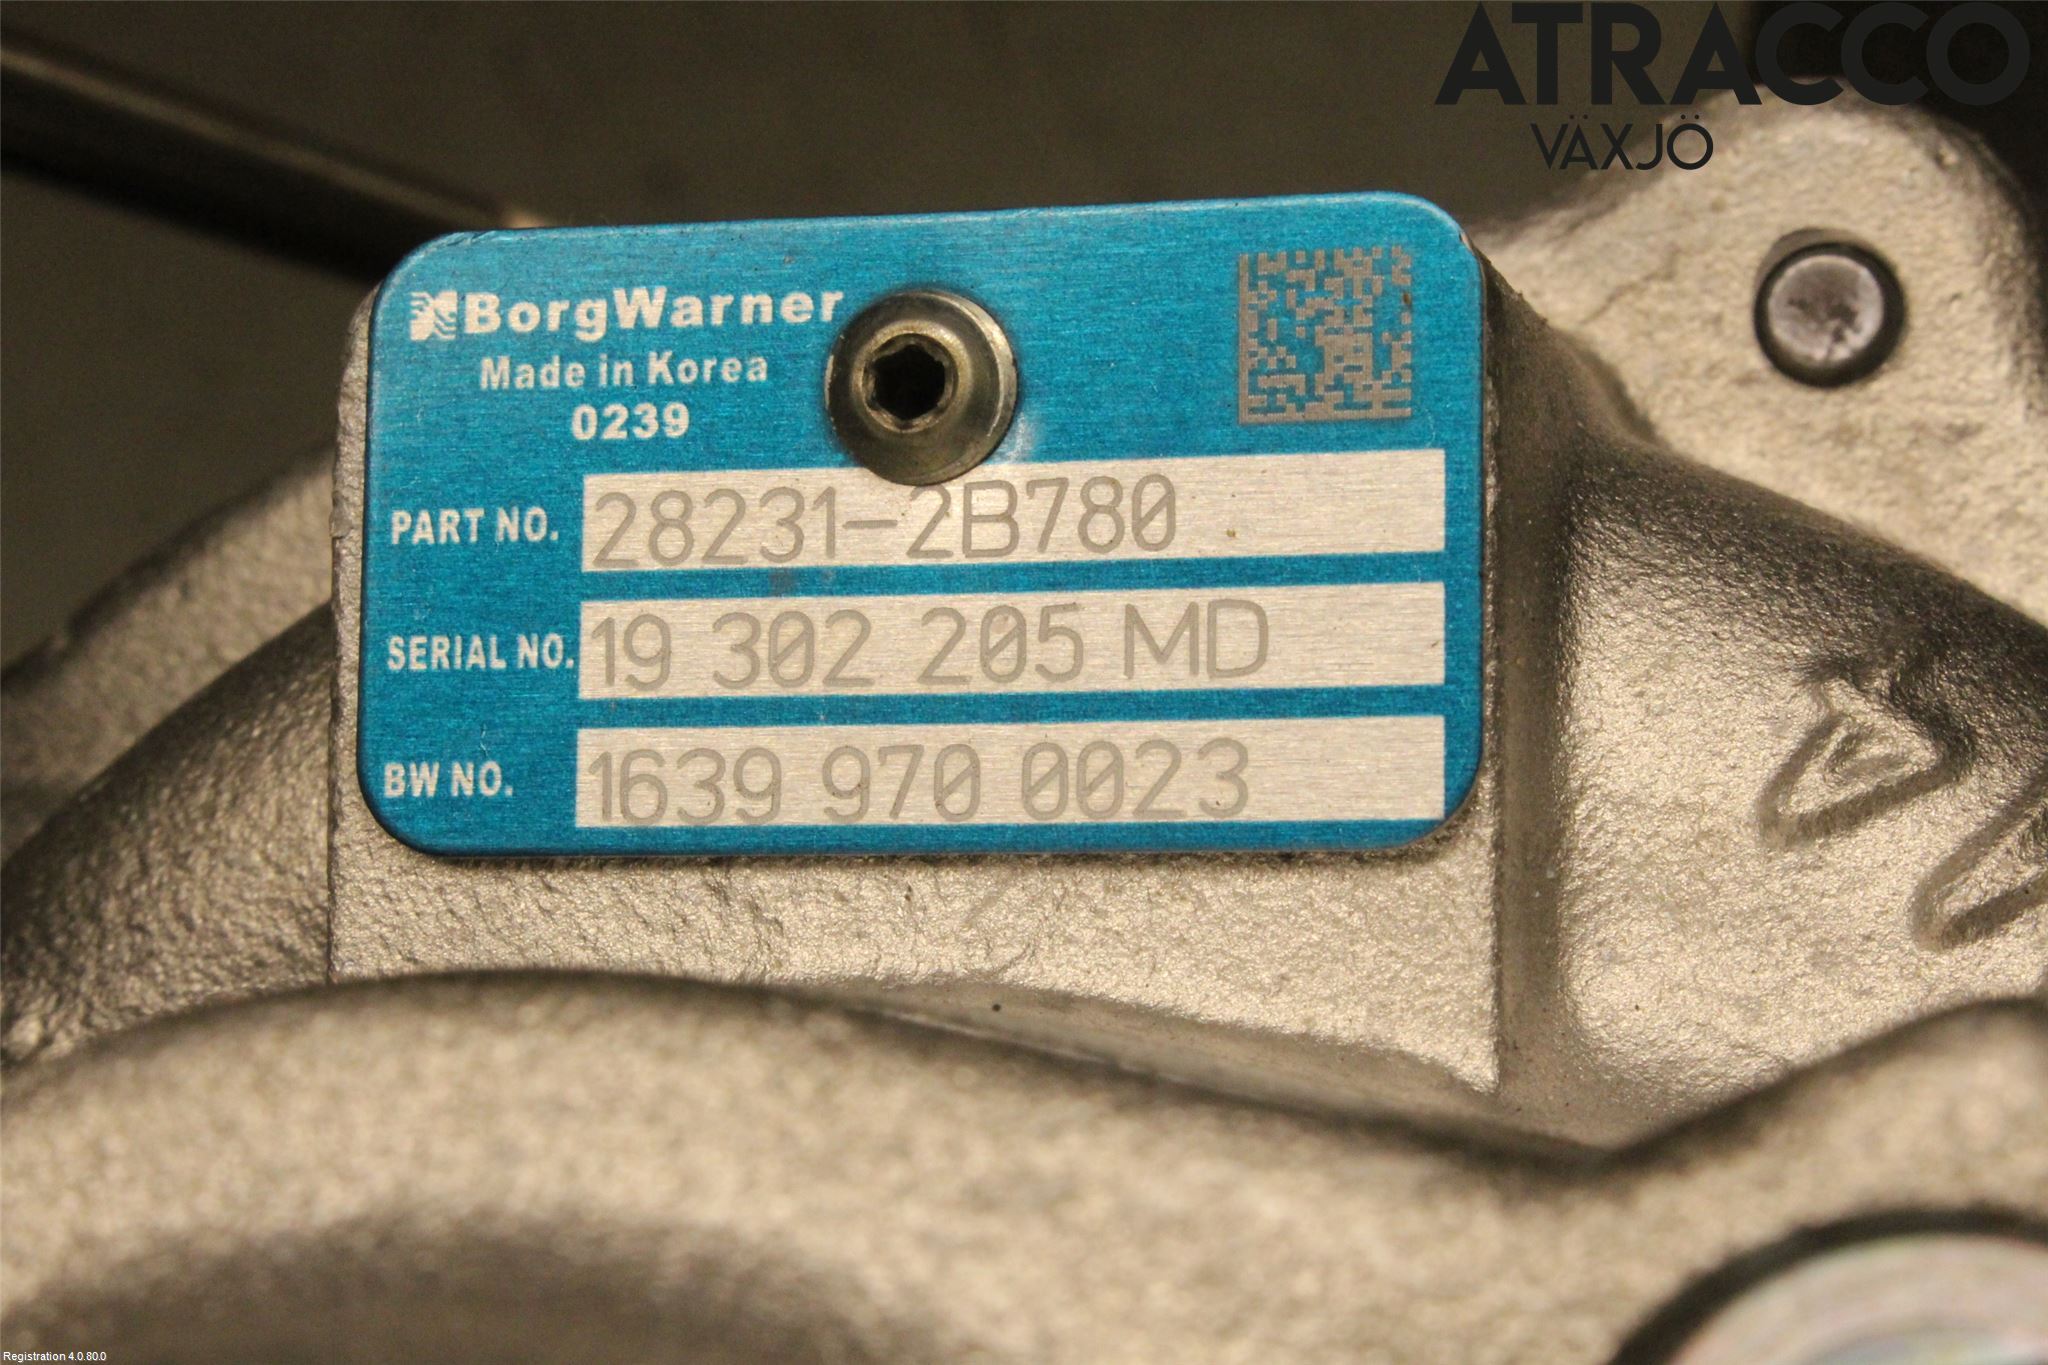 ATRACCO
VÄXJÖ
BorgWarner
Made in Korea
0239
PART NO. 28231-2B780
SERIAL NO. 19 302 205 MD
BW NO. 1639 970 0023
Registration 4.0.80.0